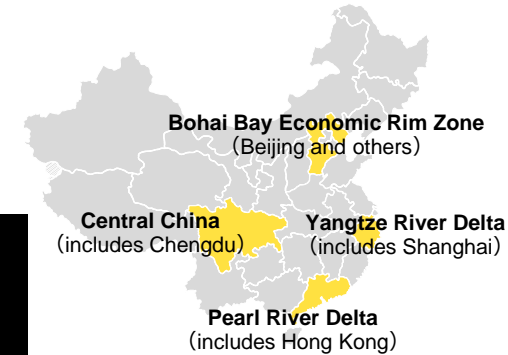 Bohai Bay Economic Rim Zone
（Beijing and others）
Central China
（includes Chengdu）
Yangtze River Delta
（includes Shanghai）
Pearl River Delta
（includes Hong Kong）